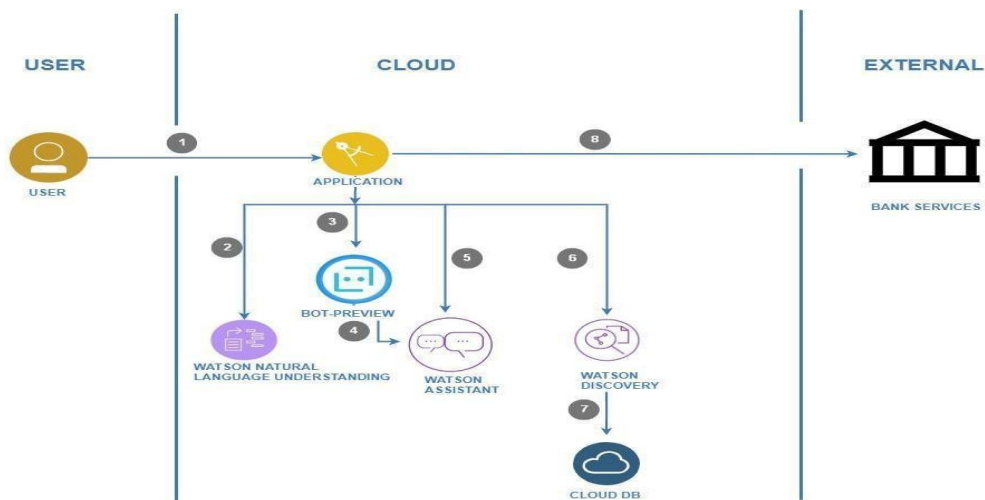 USER
CLOUD
EXTERNAL
1
8
USER
APPLICATION
BANK SERVICES
2
3
5
6
BOT-PREVIEW
4
WATSON NATURAL
LANGUAGE UNDERSTANDING
WATSON
ASSISTANT
WATSON
DISCOVERY
7
CLOUD DB